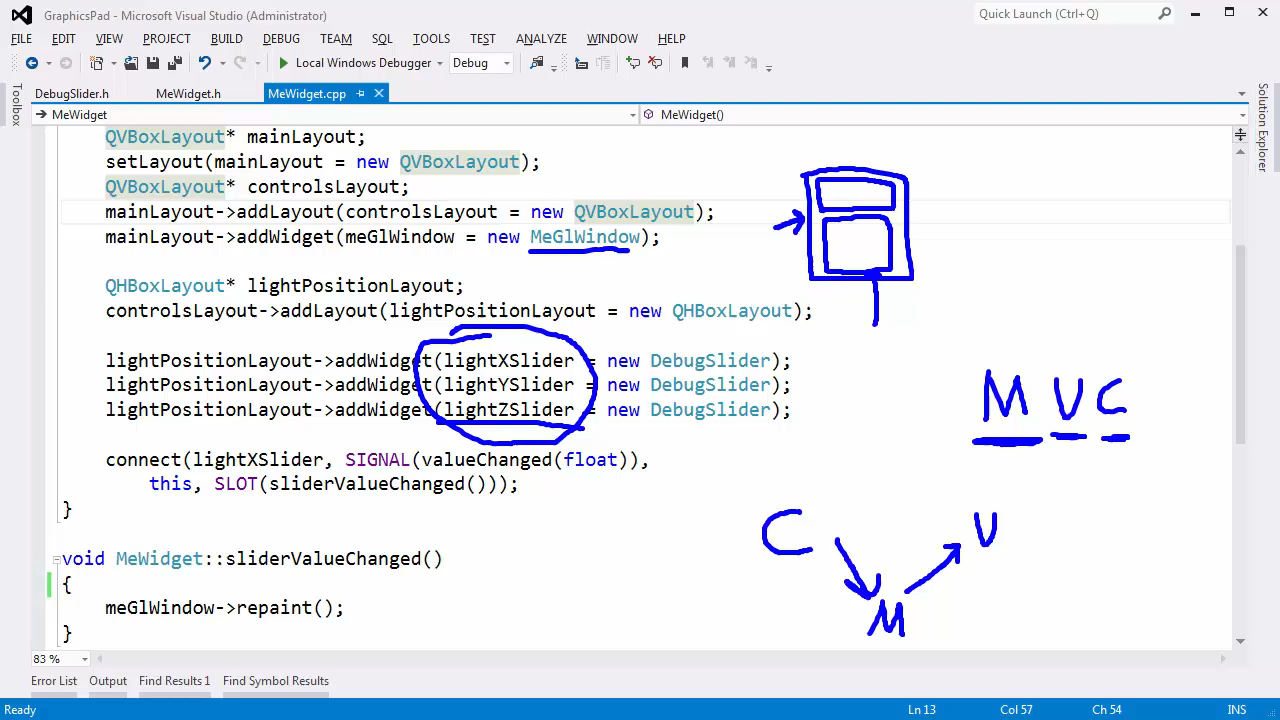 GraphicsPad - Microsoft Visual Studio (Administrator)
Quick Launch (Ctrl+Q)
FILE EDIT VIEW PROJECT BUILD DEBUG TEAM SQL TOOLS TEST ANALYZE WINDOW HELP
Local Windows Debugger Debug
Toolbox
DebugSlider.h MeWidget.h MeWidget.cpp
Solution Explorer
MeWidget MeWidget()
QVBoxLayout* mainLayout;
setLayout(mainLayout = new QVBoxLayout);
QVBoxLayout* controlsLayout;
mainLayout->addLayout(controlsLayout = new QVBoxLayout);
mainLayout->addWidget(meGlWindow = new MeGlWindow);
QHBoxLayout* lightPositionLayout;
controlsLayout->addLayout(lightPositionLayout = new QHBoxLayout);
lightPositionLayout->addWidget(lightXSlider = new DebugSlider);
lightPositionLayout->addWidget(lightYSlider = new DebugSlider);
lightPositionLayout->addWidget(lightZSlider = new DebugSlider);
M V C
connect(lightXSlider, SIGNAL(valueChanged(float)),
this, SLOT(sliderValueChanged()));
}
C V
M
void MeWidget::sliderValueChanged()
{
meGlWindow->repaint();
}
83 %
Error List Output Find Results 1 Find Symbol Results
Ready Ln 13 Col 57 Ch 54 INS